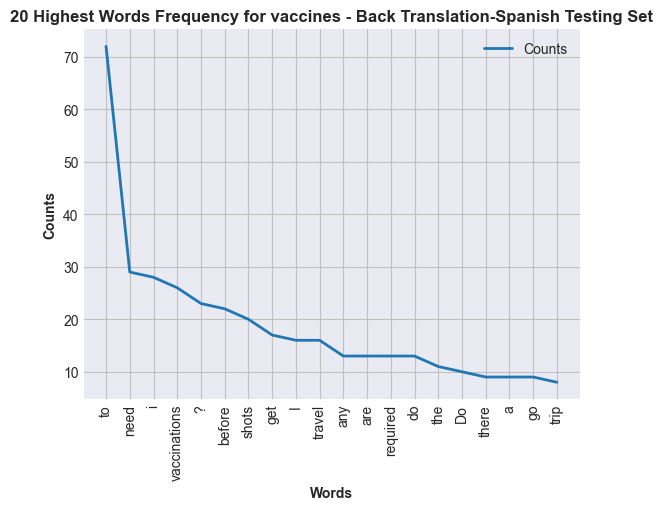 20 Highest Words Frequency for vaccines - Back Translation-Spanish Testing Set
Counts
Counts
70
60
50
40
30
20
10
to
need
i
vaccinations
?
before
shots
get
I
travel
any
are
required
do
the
Do
there
a
go
trip
Words